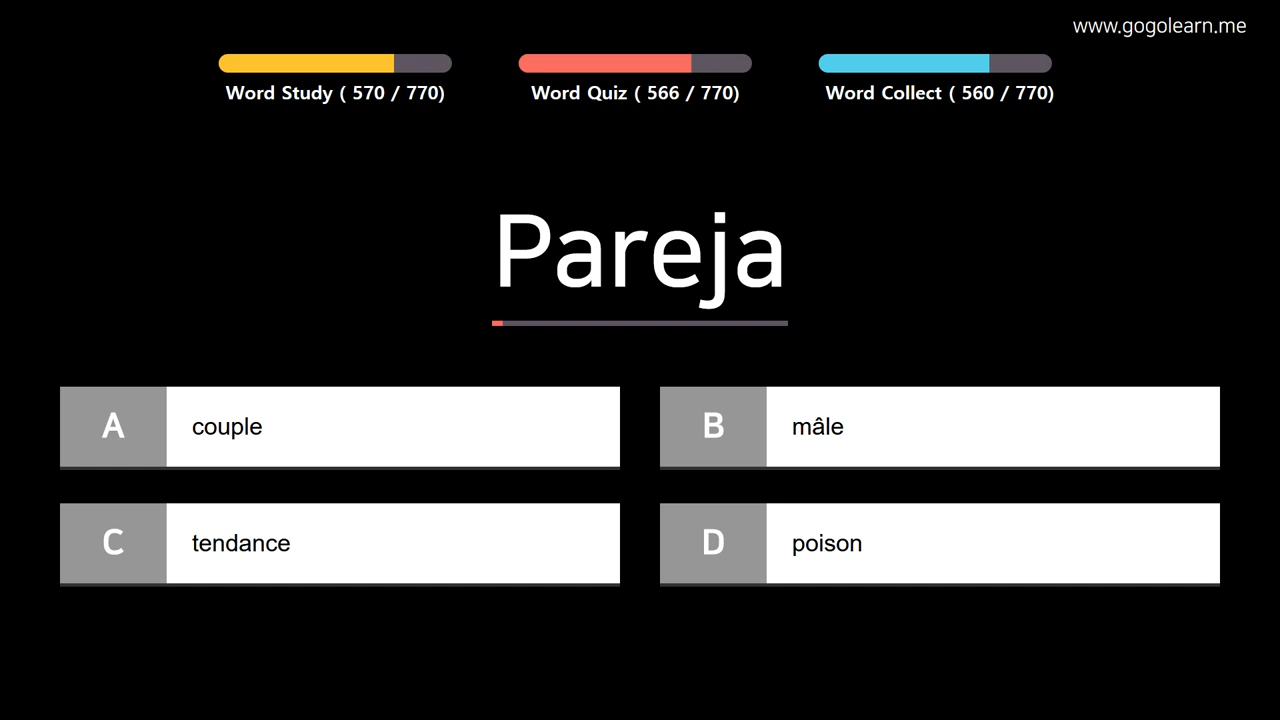 www.gogolearn.me
Word Study ( 570 / 770)
Word Quiz ( 566 / 770)
Word Collect ( 560 / 770)
Pareja
A couple
B mâle
C tendance
D poison